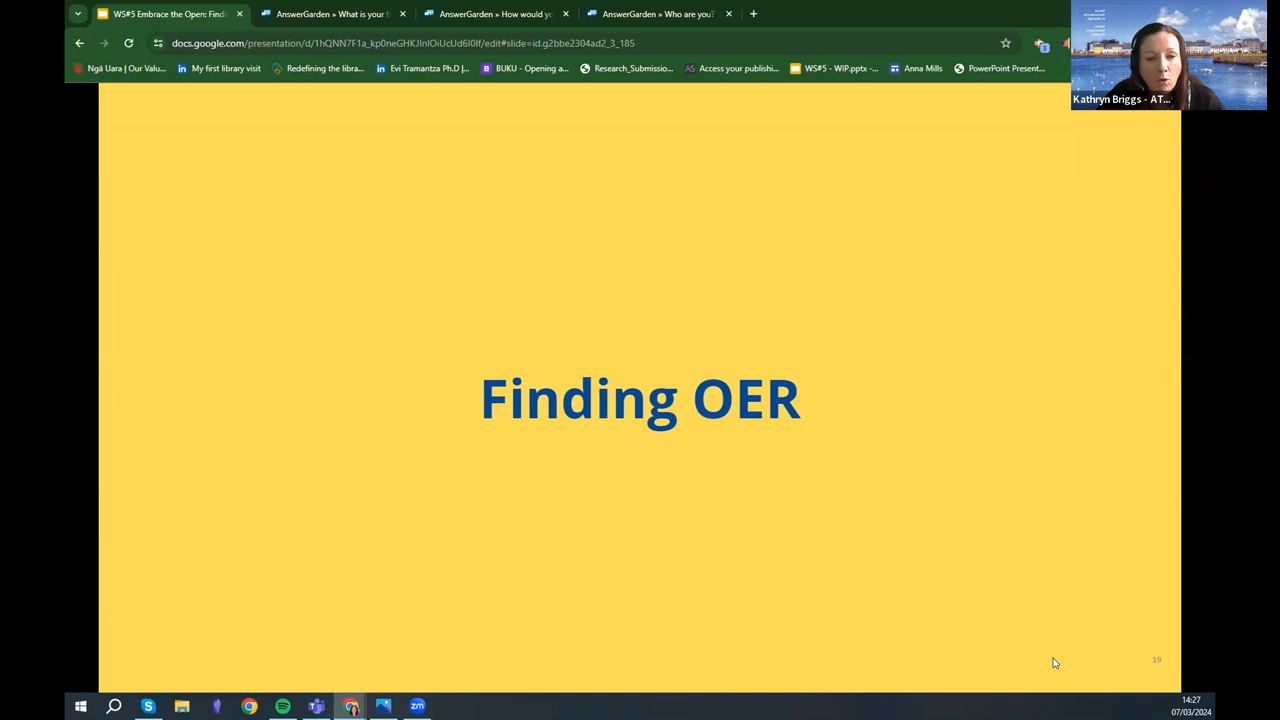 WS#5 Embrace the Open: Findi
AnswerGarden » What is your f
AnswerGarden » How would yo
AnswerGarden » Who are you?
docs.google.com/presentation/d/1hQNN7F1a_kp0neGHKJlnlOiUcUd6l0lf/edit#slide=id.g2bbe2304ad2_3_185
3
Ngā Uara | Our Valu...
My first library visit
Redefining the libra...
Evi Tramantza Ph.D |...
BUKU - Opening a...
Research_Submissio...
Access your publishi...
WS#5 - WIP.pptx -...
Anna Mills
PowerPoint Present...
Kathryn Briggs - AT...
Finding OER
19
14:27
07/03/2024